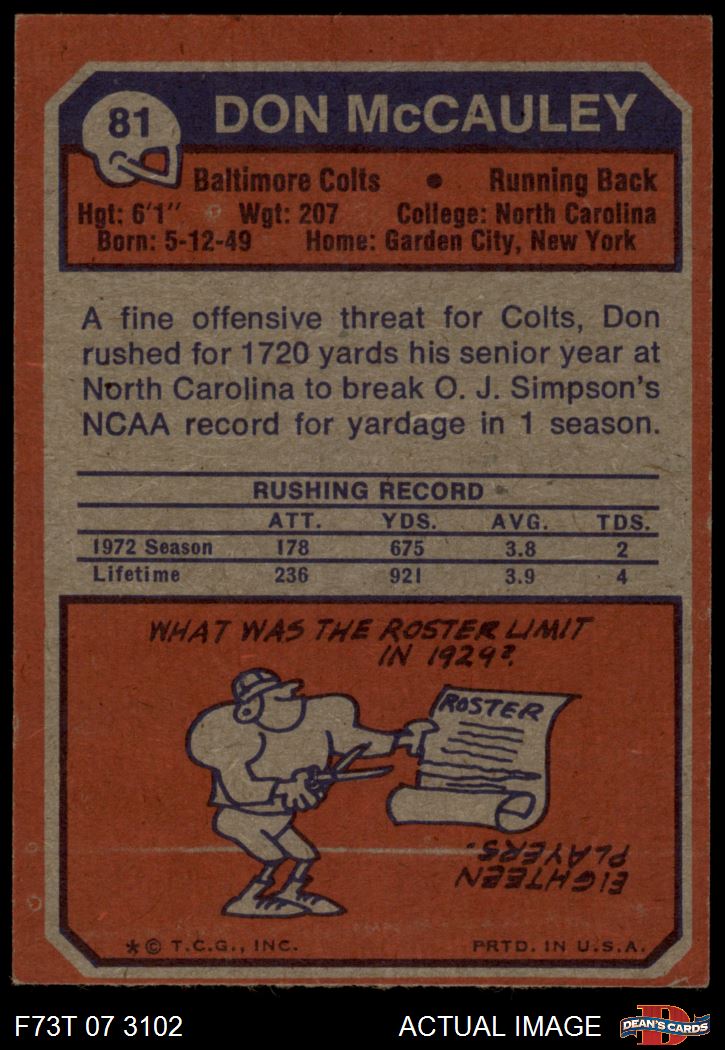 81
DON McCAULEY
Baltimore Colts • Running Back
Hgt: 6'1" Wgt: 207 College: North Carolina
Born: 5-12-49 Home: Garden City, New York
A fine offensive threat for Colts, Don
rushed for 1720 yards his senior year at
North Carolina to break O. J. Simpson's
NCAA record for yardage in 1 season.
RUSHING RECORD
ATT. YDS. AVG. TDS.
1972 Season 178 675 3.8 2
Lifetime 236 921 3.9 4
WHAT WAS THE ROSTER LIMIT
IN 1929?
ROSTER
EIGHTEEN
PLAYERS.
* © T.C.G., INC. PRTD. IN U.S.A.
F73T 07 3102 ACTUAL IMAGE
D
DEAN'S CARDS